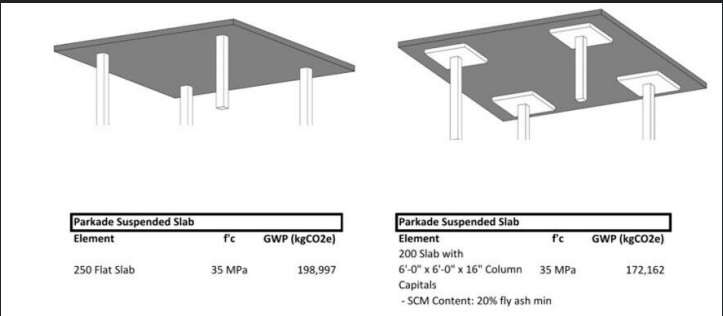 Parkade Suspended Slab
Element f'c GWP (kgCO2e)
250 Flat Slab 35 MPa 198,997
Parkade Suspended Slab
Element f'c GWP (kgCO2e)
200 Slab with
6'-0" x 6'-0" x 16" Column 35 MPa 172,162
Capitals
- SCM Content: 20% fly ash min